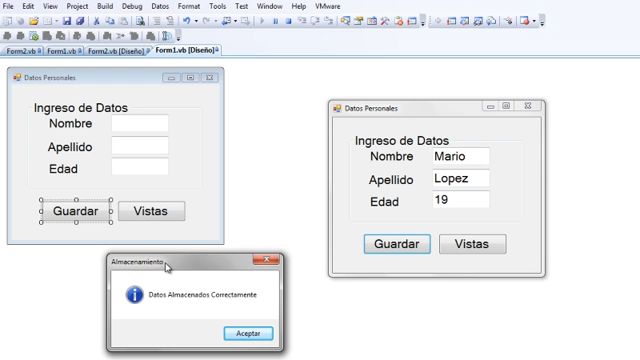 File View Project Build Debug Datos Format Tools Test Window Help VMware
Form2.vb Form1.vb Form2.vb [Diseño] Form1.vb [Diseño]
Datos Personales
Ingreso de Datos
Nombre
Apellido
Edad
Guardar Vistas
Datos Personales
Ingreso de Datos
Nombre Mario
Apellido Lopez
Edad 19
Guardar Vistas
Almacenamiento
Datos Almacenados Correctamente
Aceptar